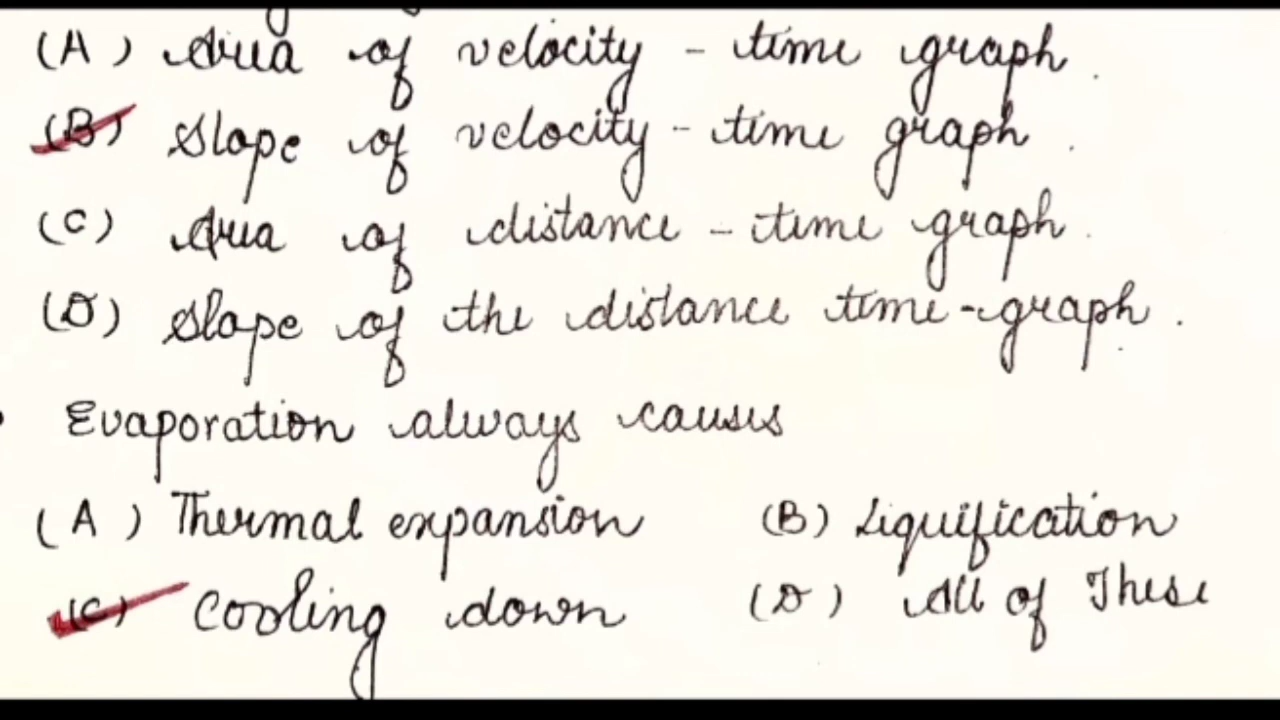 (A) Area of velocity - time graph.
(B) Slope of velocity - time graph.
(C) Area of distance - time graph.
(D) Slope of the distance time-graph.
Evaporation always causes
(A) Thermal expansion (B) Liquification
(C) Cooling down (D) All of These